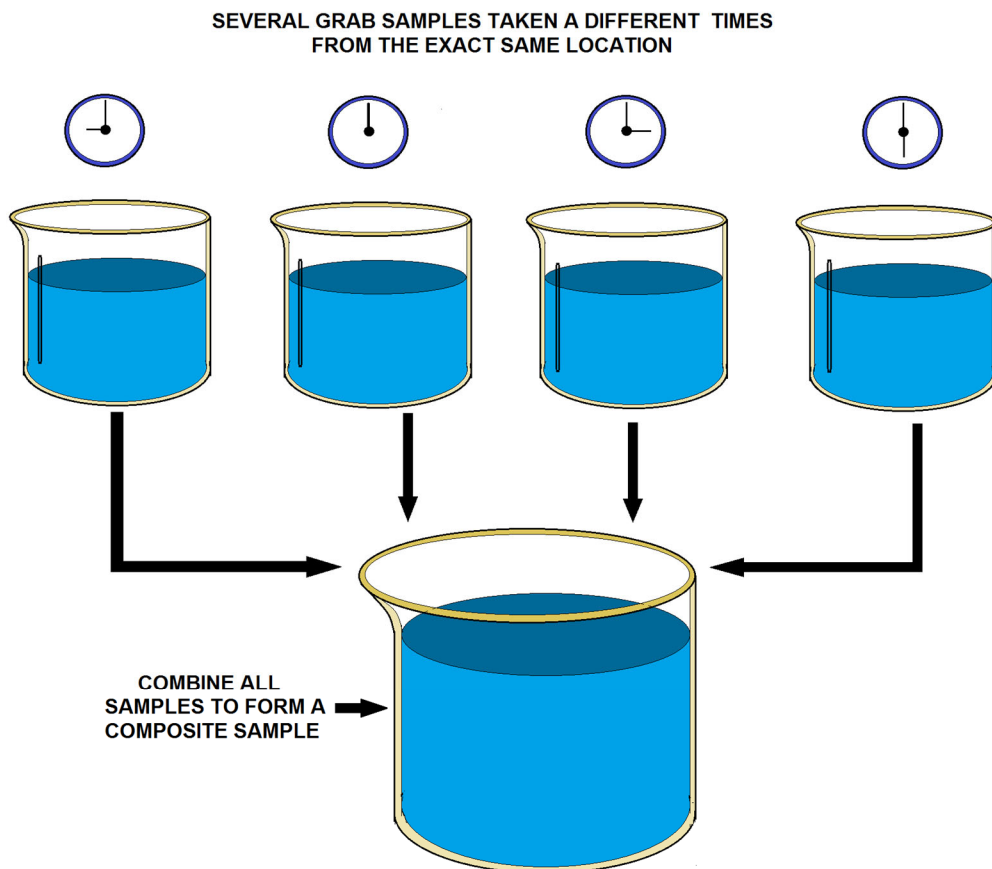 SEVERAL GRAB SAMPLES TAKEN A DIFFERENT TIMES
FROM THE EXACT SAME LOCATION
COMBINE ALL
SAMPLES TO FORM A
COMPOSITE SAMPLE